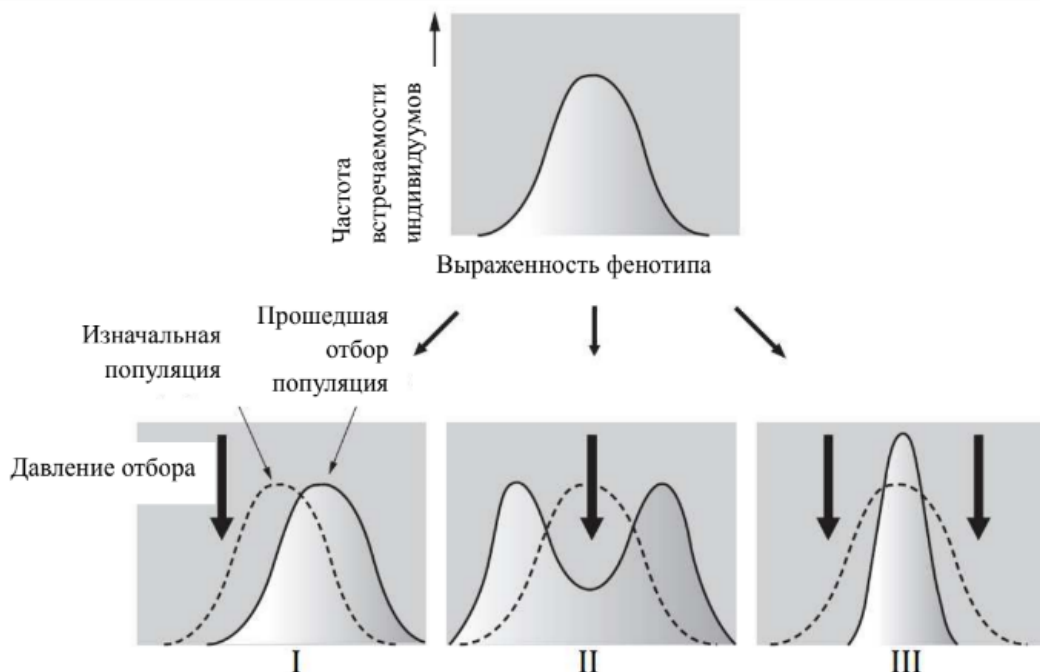 Частота
встречаемости
индивидуумов
Выраженность фенотипа
Изначальная
популяция
Прошедшая
отбор
популяция
Давление отбора
I
II
III